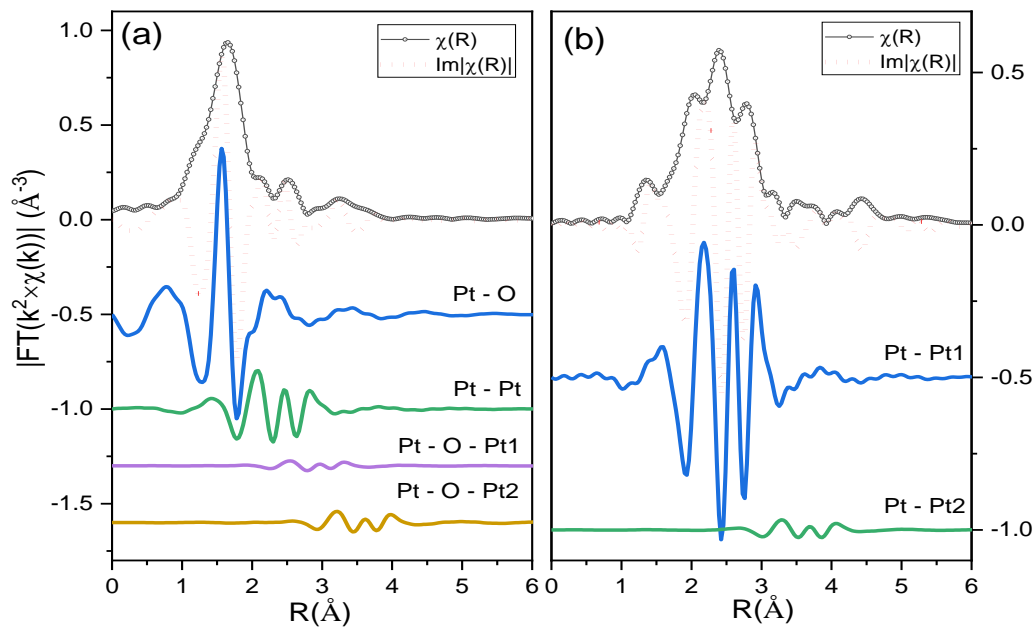 (a)
χ(R)
Im|χ(R)|
(b)
χ(R)
Im|χ(R)|
|FT(k²×χ(k))| (Å⁻³)
1.0
0.5
0.0
-0.5
-1.0
-1.5
Pt - O
Pt - Pt
Pt - O - Pt1
Pt - O - Pt2
0 1 2 3 4 5 6
R(Å)
Pt - Pt1
Pt - Pt2
0.5
0.0
-0.5
-1.0
0 1 2 3 4 5 6
R(Å)